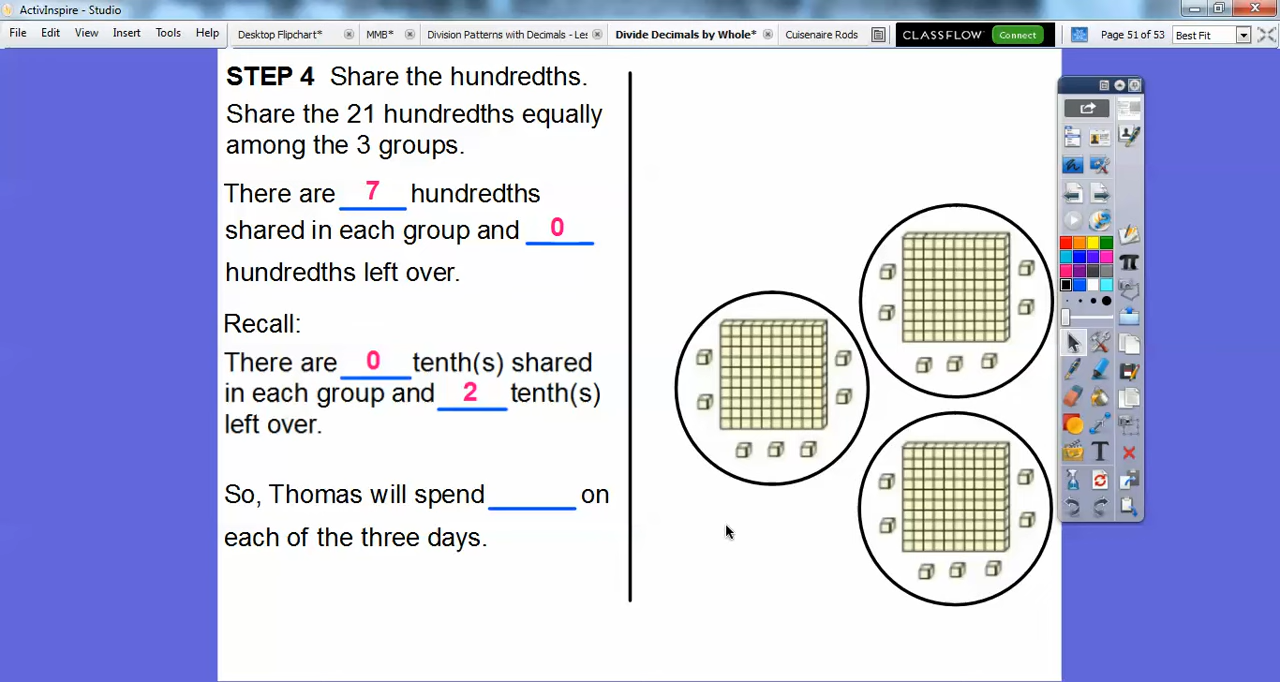 ActivInspire - Studio
File Edit View Insert Tools Help Desktop Flipchart* MMB* Division Patterns with Decimals - Les Divide Decimals by Whole* Cuisenaire Rods CLASSFLOW Connect Page 51 of 53 Best Fit
STEP 4 Share the hundredths.
Share the 21 hundredths equally
among the 3 groups.
There are 7 hundredths
shared in each group and 0
hundredths left over.
Recall:
There are 0 tenth(s) shared
in each group and 2 tenth(s)
left over.
So, Thomas will spend ______ on
each of the three days.